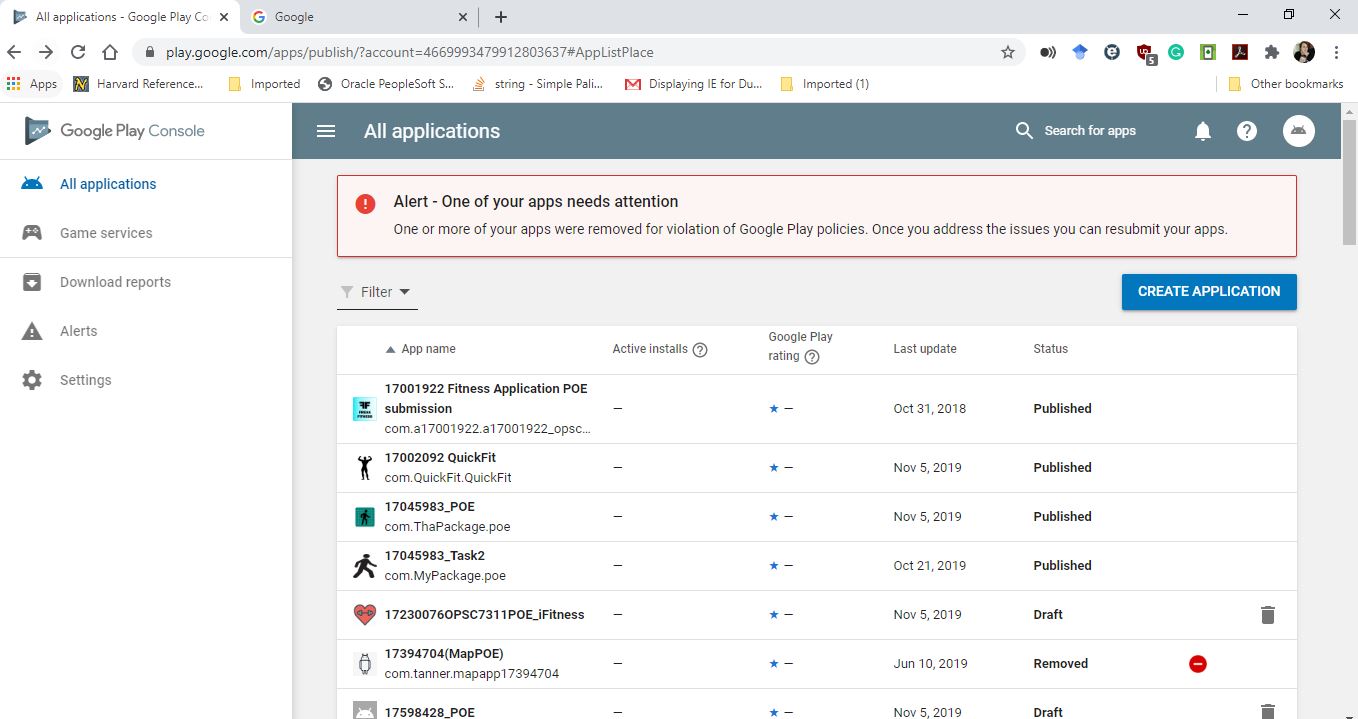 All applications - Google Play Co
Google
play.google.com/apps/publish/?account=4669993479912803637#AppListPlace
5
Apps
Harvard Reference...
Imported
Oracle PeopleSoft S...
string - Simple Pali...
Displaying IE for Du...
Imported (1)
Other bookmarks
Google Play Console
All applications
Search for apps
All applications
Game services
Download reports
Alerts
Settings
Alert - One of your apps needs attention
One or more of your apps were removed for violation of Google Play policies. Once you address the issues you can resubmit your apps.
Filter
CREATE APPLICATION
App name
Active installs
Google Play
rating
Last update
Status
17001922 Fitness Application POE
submission
com.a17001922.a17001922_opsc...
–
–
Oct 31, 2018
Published
17002092 QuickFit
com.QuickFit.QuickFit
–
–
Nov 5, 2019
Published
17045983_POE
com.ThaPackage.poe
–
–
Nov 5, 2019
Published
17045983_Task2
com.MyPackage.poe
–
–
Oct 21, 2019
Published
17230076OPSC7311POE_iFitness
–
–
Nov 5, 2019
Draft
17394704(MapPOE)
com.tanner.mapapp17394704
–
–
Jun 10, 2019
Removed
17598428_POE
–
–
Nov 5, 2019
Draft